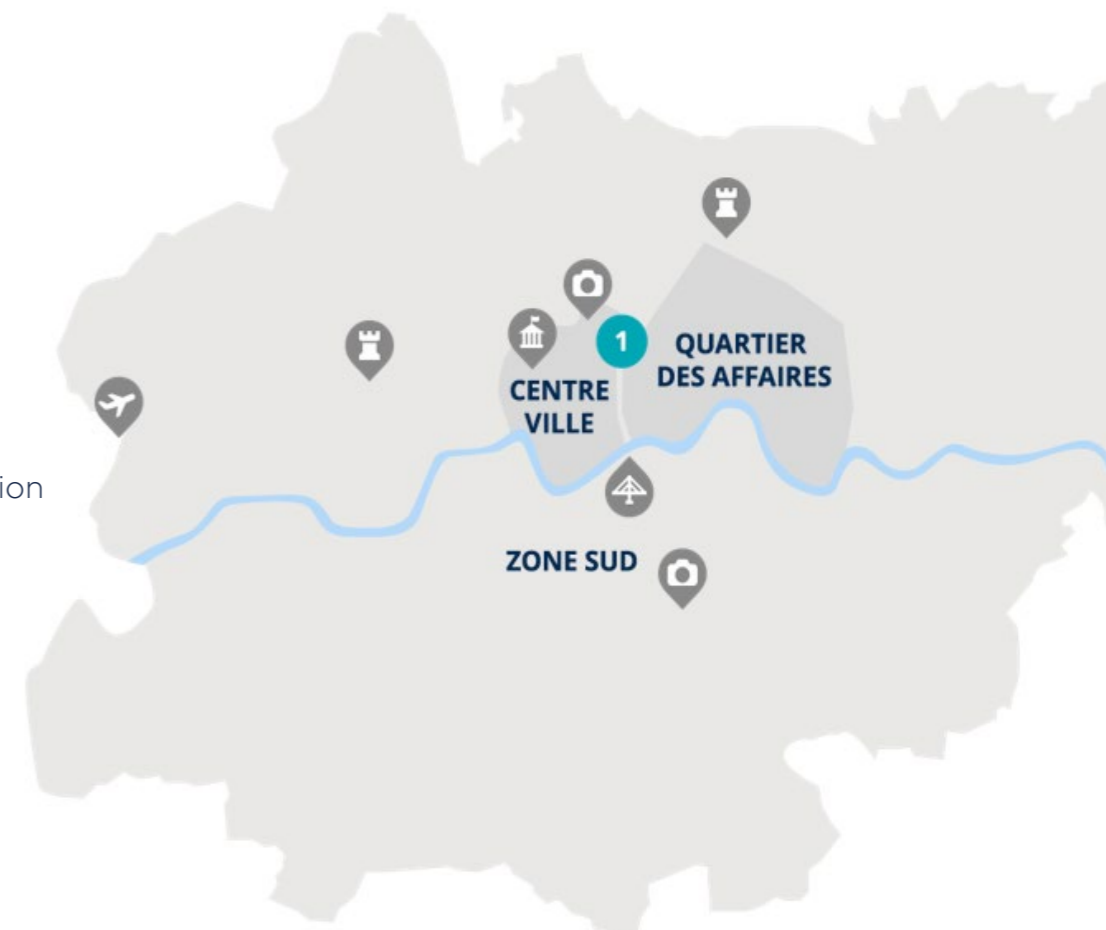 1
QUARTIER
DES AFFAIRES
CENTRE
VILLE
ion
ZONE SUD